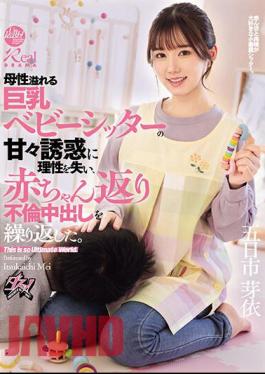 Real
DRAMA
母性溢れる
巨乳
ベビーシッターの
甘々誘惑に
理性を失い、
赤ちゃん返り
不倫中出しを
繰り返した。
This is so Ultimate World.
Performed by
Itsukaichi Mei
五日市 芽依